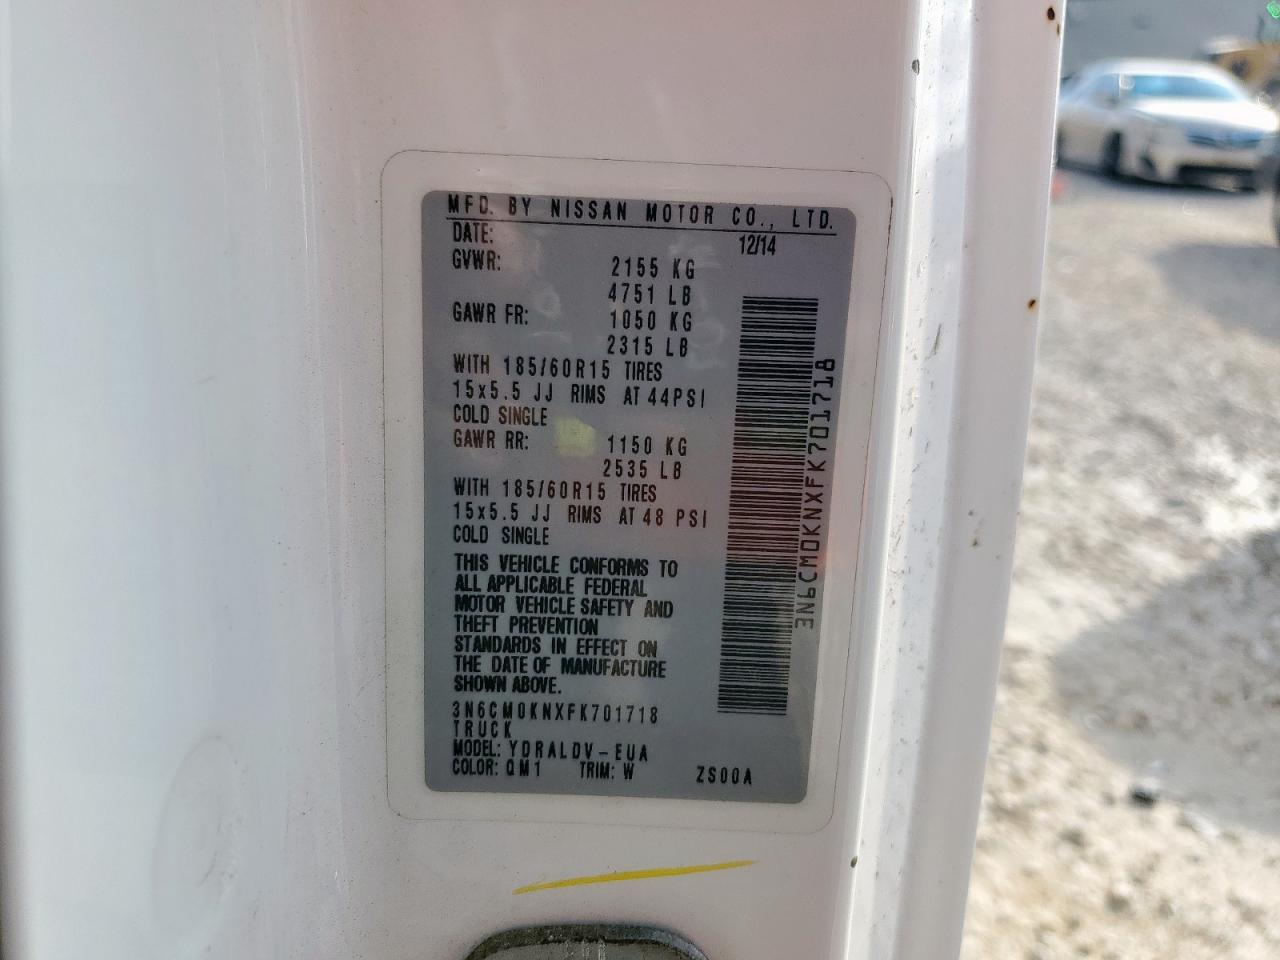 MFD. BY NISSAN MOTOR CO., LTD.
DATE: 12/14
GVWR: 2155 KG
4751 LB
GAWR FR: 1050 KG
2315 LB
WITH 185/60R15 TIRES
15x5.5 JJ RIMS AT 44PSI
COLD SINGLE
GAWR RR: 1150 KG
2535 LB
WITH 185/60R15 TIRES
15x5.5 JJ RIMS AT 48 PSI
COLD SINGLE
THIS VEHICLE CONFORMS TO
ALL APPLICABLE FEDERAL
MOTOR VEHICLE SAFETY AND
THEFT PREVENTION
STANDARDS IN EFFECT ON
THE DATE OF MANUFACTURE
SHOWN ABOVE.
3N6CM0KNXFK701718
TRUCK
MODEL: YDRALDV-EUA
COLOR: QM1 TRIM: W ZS00A
3N6CM0KNXFK701718